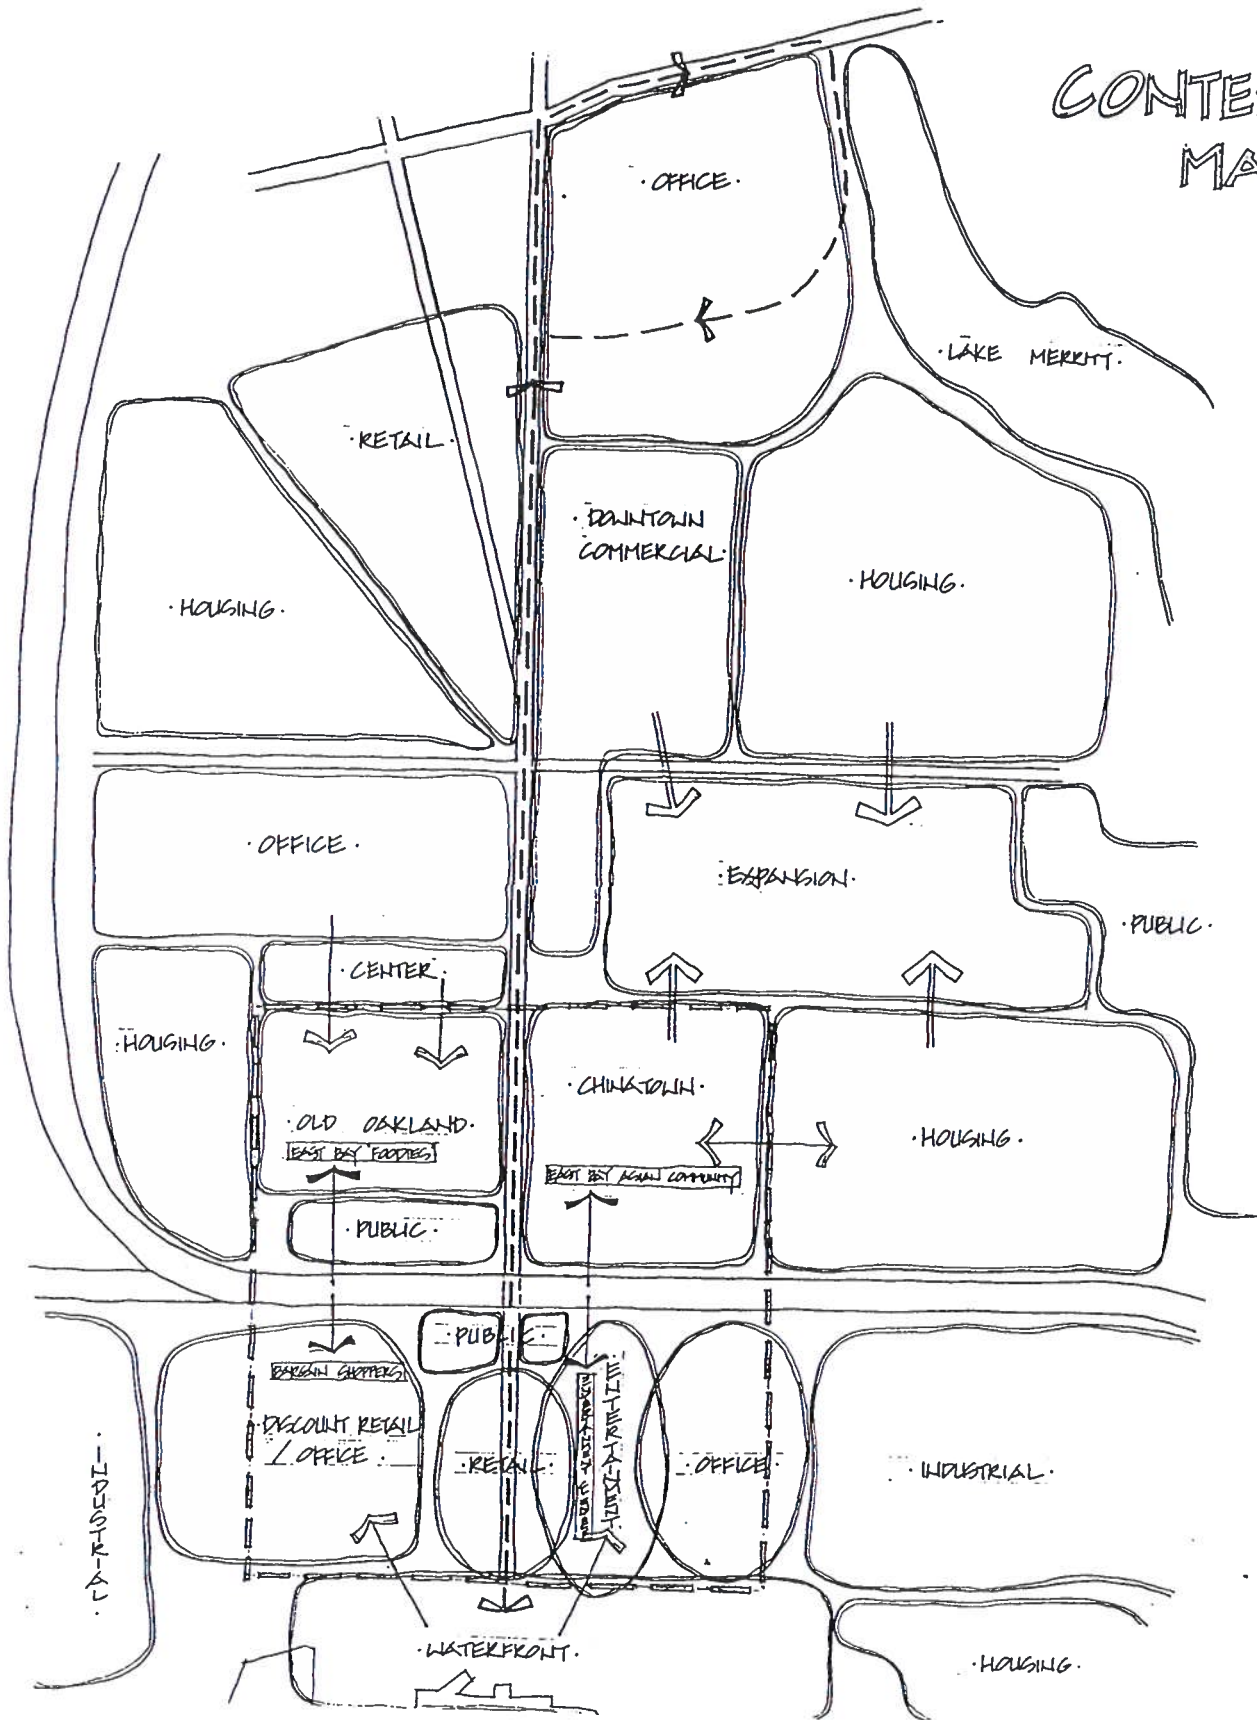 CONTE
MA
· OFFICE ·
· LAKE MERRITT ·
· RETAIL ·
· DOWNTOWN
COMMERCIAL ·
· HOUSING ·
· HOUSING ·
· OFFICE ·
· EXPANSION ·
· PUBLIC ·
· CENTER ·
· HOUSING ·
· CHINATOWN ·
· OLD OAKLAND ·
EAST BAY FOODIES
· HOUSING ·
EAST BAY ASIAN COMMUNITY
· PUBLIC ·
· PUBLIC ·
BARGAIN SHOPPERS
· DISCOUNT RETAIL
/ OFFICE ·
· RETAIL ·
· ENTERTAINMENT ·
· OFFICE ·
· INDUSTRIAL ·
· INDUSTRIAL ·
· WATERFRONT ·
· HOUSING ·